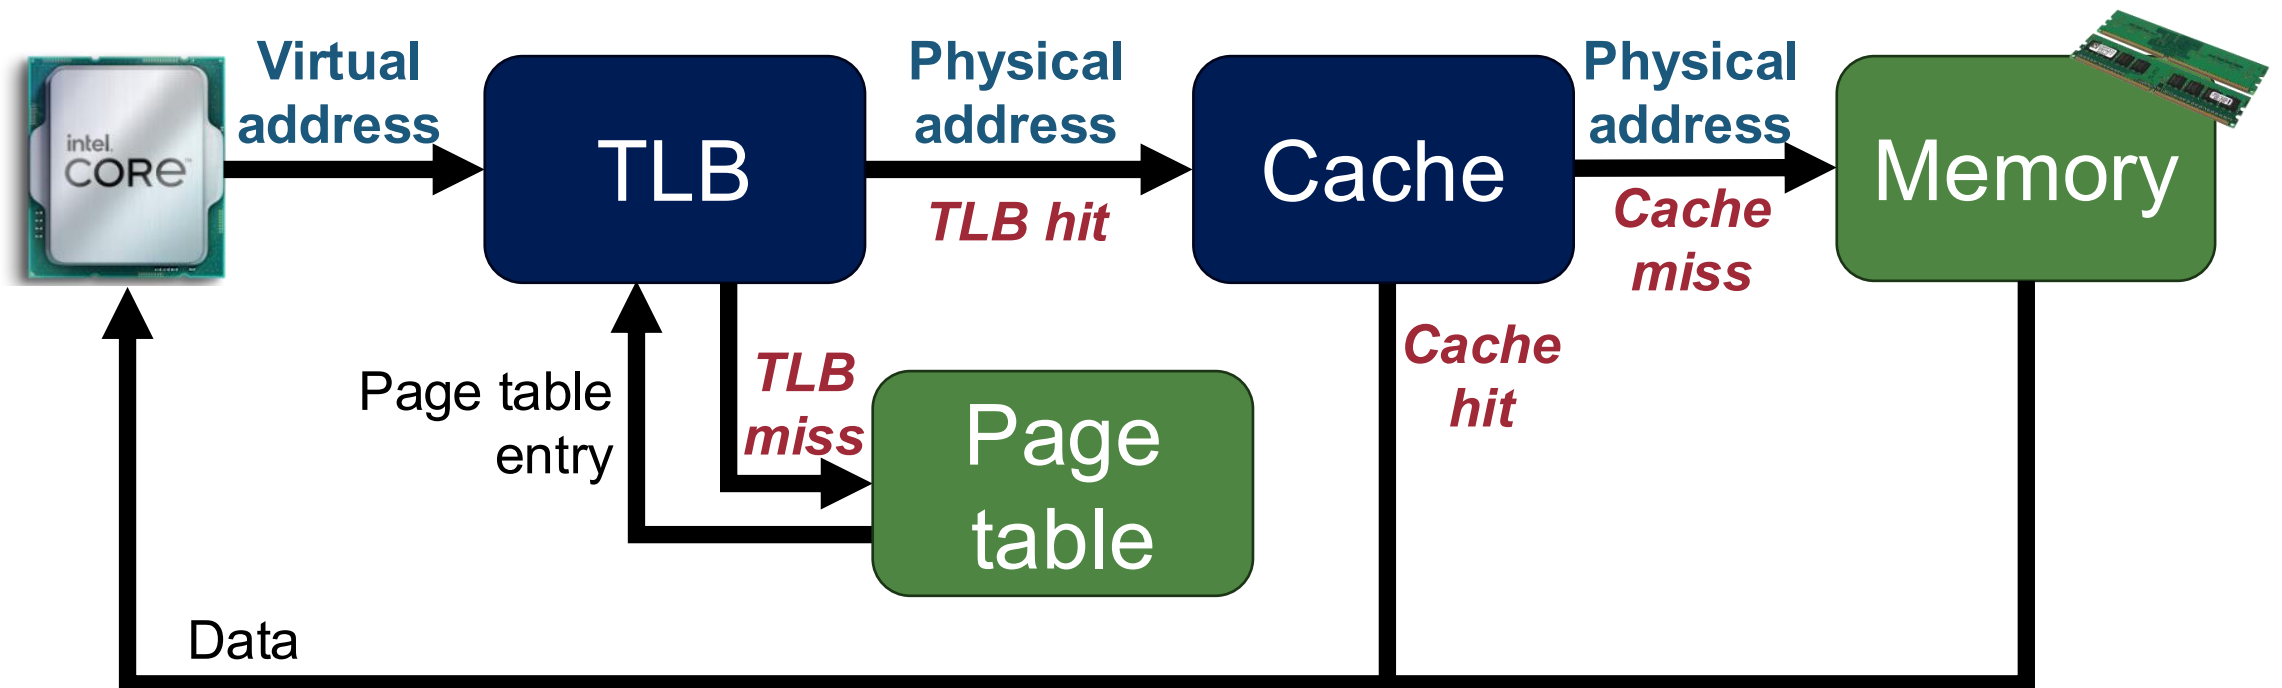 Virtual
address
intel.
CORe™
TLB
Physical
address
TLB hit
Cache
Physical
address
Cache
miss
Memory
Page table
entry
TLB
miss
Page
table
Cache
hit
Data